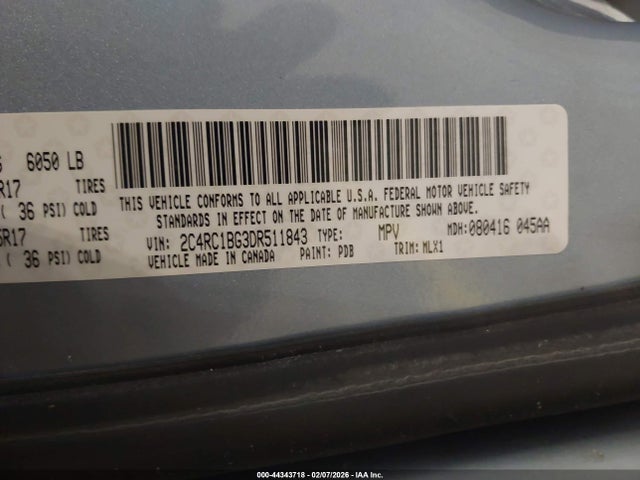 6050 LB
R17 TIRES
( 36 PSI) COLD
5R17 TIRES
( 36 PSI) COLD
THIS VEHICLE CONFORMS TO ALL APPLICABLE U.S.A. FEDERAL MOTOR VEHICLE SAFETY
STANDARDS IN EFFECT ON THE DATE OF MANUFACTURE SHOWN ABOVE.
VIN: 2C4RC1BG3DR511843 TYPE: MPV MDH: 080416 045AA
VEHICLE MADE IN CANADA PAINT: PDB TRIM: MLX1
000-44343718 - 02/07/2026 - © IAA Inc.